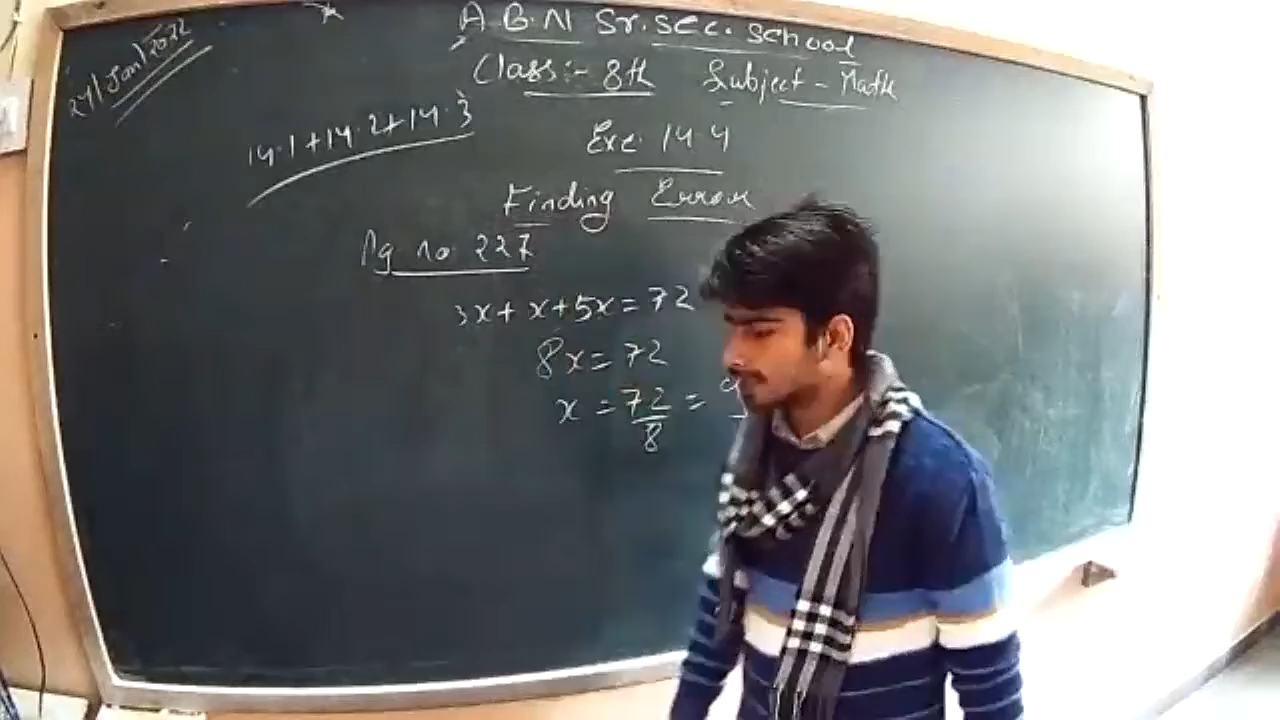 A.B.N Sr.sec. School
24/Jan/2022
Class:- 8th Subject - Math
14.1+14.2+14.3
Exe. 14.4
Finding Error
Pg no. 227
3x+x+5x=72
8x=72
x = 72/8 = 9